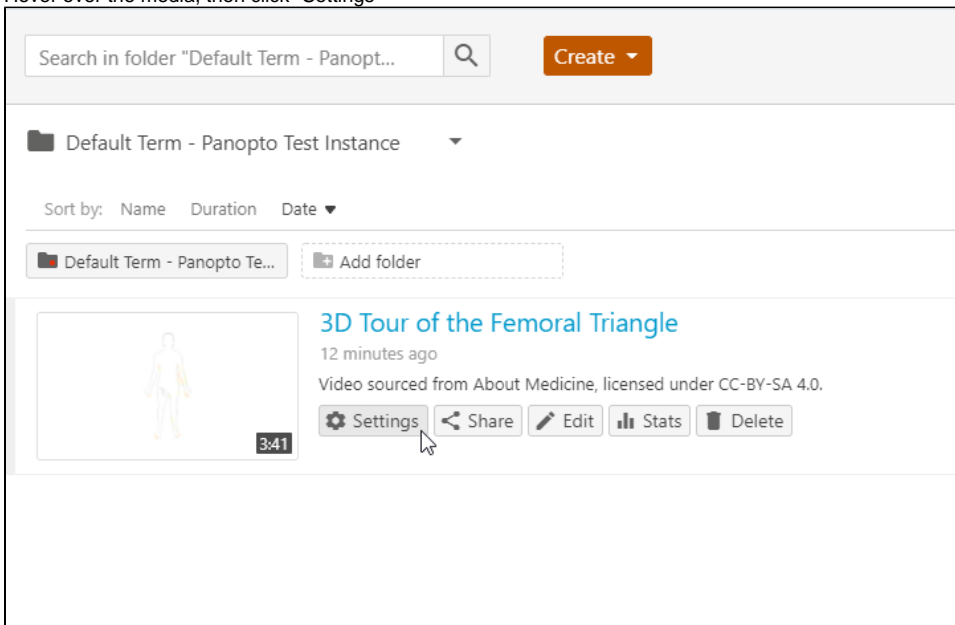 Hover over the media, then click "Settings"
Search in folder "Default Term - Panopt...
Create
Default Term - Panopto Test Instance
Sort by: Name Duration Date
Default Term - Panopto Te...
Add folder
3D Tour of the Femoral Triangle
12 minutes ago
Video sourced from About Medicine, licensed under CC-BY-SA 4.0.
Settings Share Edit Stats Delete
3:41